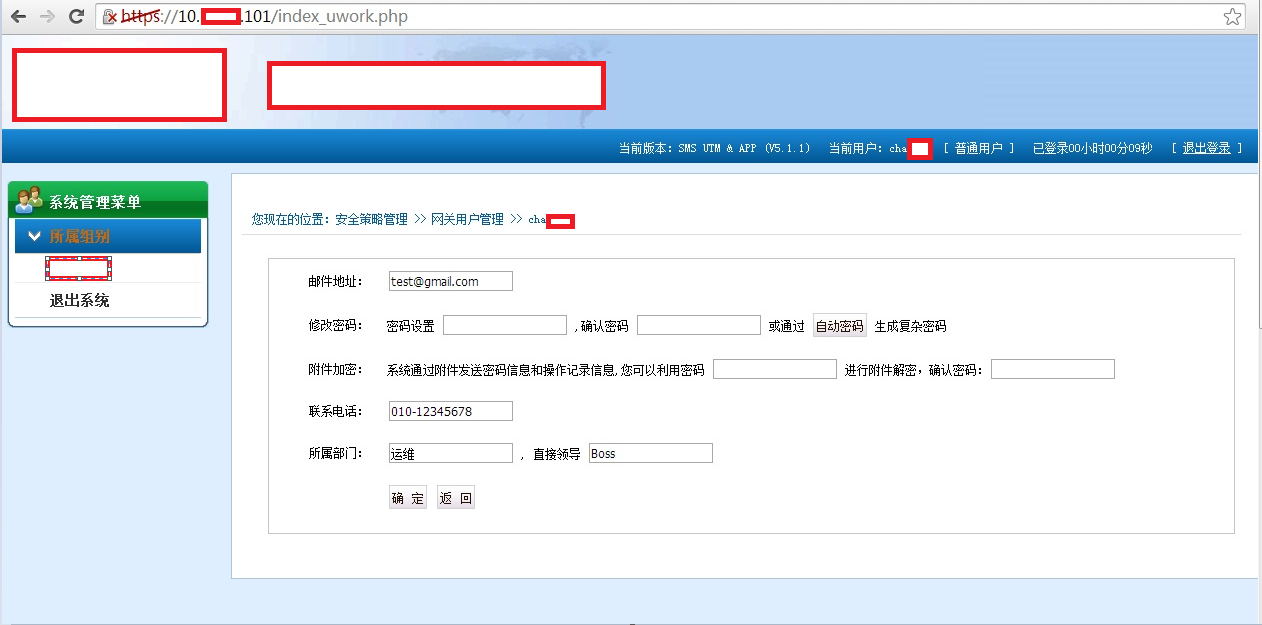 https://10. .101/index_uwork.php
当前版本：SMS UTM & APP (V5.1.1) 当前用户：cha [ 普通用户 ] 已登录00小时00分09秒 [ 退出登录 ]
系统管理菜单
您现在的位置：安全策略管理 >> 网关用户管理 >> cha
所属组别
退出系统
邮件地址： test@gmail.com
修改密码： 密码设置 ,确认密码 或通过 自动密码 生成复杂密码
附件加密： 系统通过附件发送密码信息和操作记录信息,您可以利用密码 进行附件解密，确认密码：
联系电话： 010-12345678
所属部门： 运维 ， 直接领导 Boss
确 定 返 回